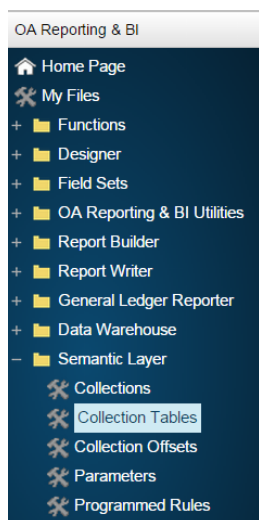 OA Reporting & BI
Home Page
My Files
+ Functions
+ Designer
+ Field Sets
+ OA Reporting & BI Utilities
+ Report Builder
+ Report Writer
+ General Ledger Reporter
+ Data Warehouse
– Semantic Layer
Collections
Collection Tables
Collection Offsets
Parameters
Programmed Rules